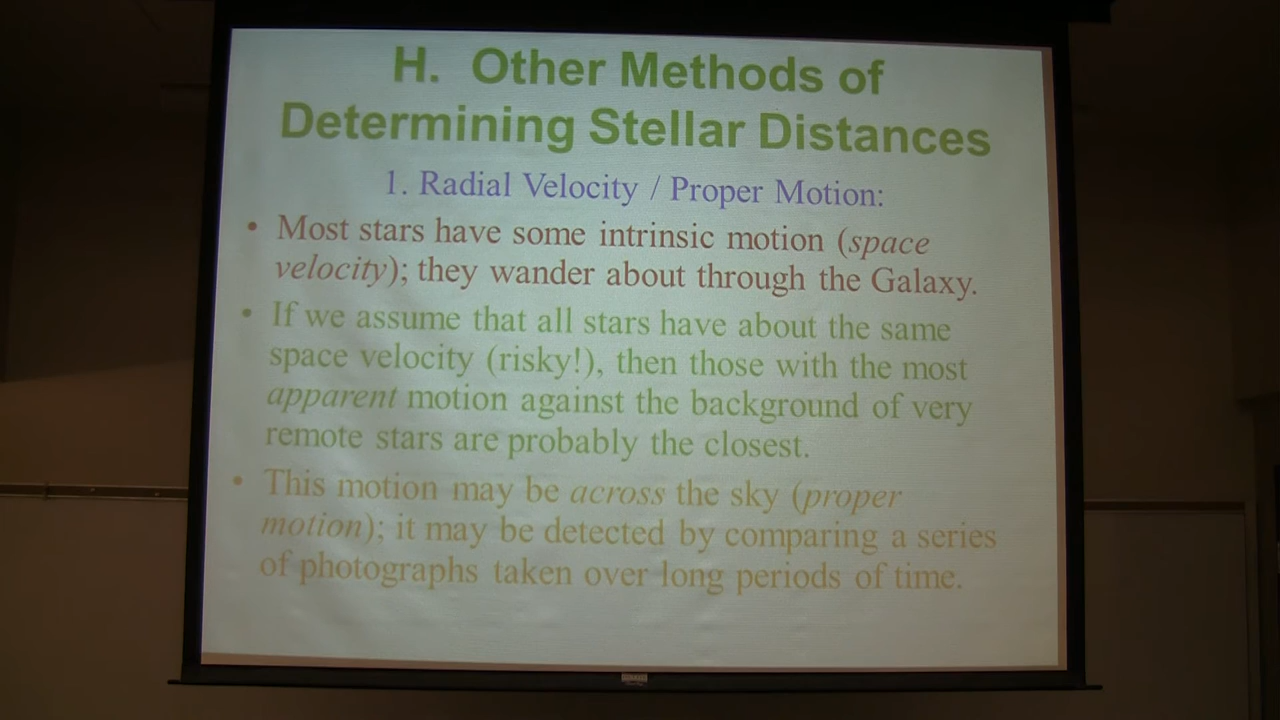 H. Other Methods of
Determining Stellar Distances
1. Radial Velocity / Proper Motion:
• Most stars have some intrinsic motion (space
velocity); they wander about through the Galaxy.
• If we assume that all stars have about the same
space velocity (risky!), then those with the most
apparent motion against the background of very
remote stars are probably the closest.
• This motion may be across the sky (proper
motion); it may be detected by comparing a series
of photographs taken over long periods of time.